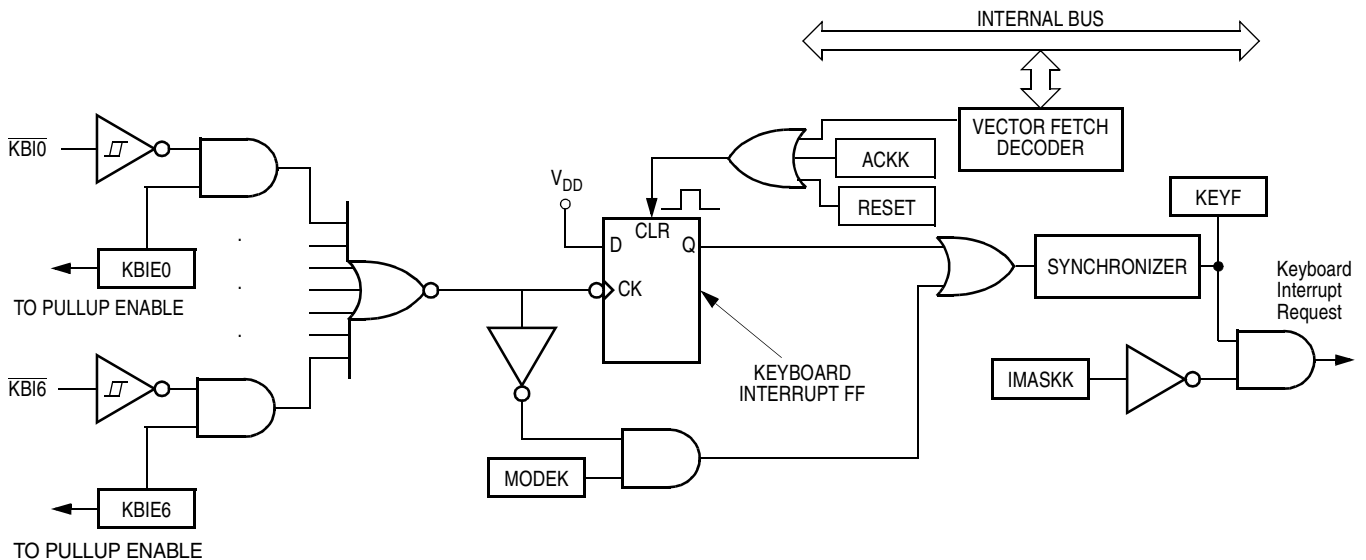 INTERNAL BUS
VECTOR FETCH
DECODER
ACKK
RESET
KBI0
KBIE0
TO PULLUP ENABLE
VDD
D
CLR
Q
CK
KEYBOARD
INTERRUPT FF
KEYF
SYNCHRONIZER
Keyboard
Interrupt
Request
IMASKK
KBI6
KBIE6
TO PULLUP ENABLE
MODEK